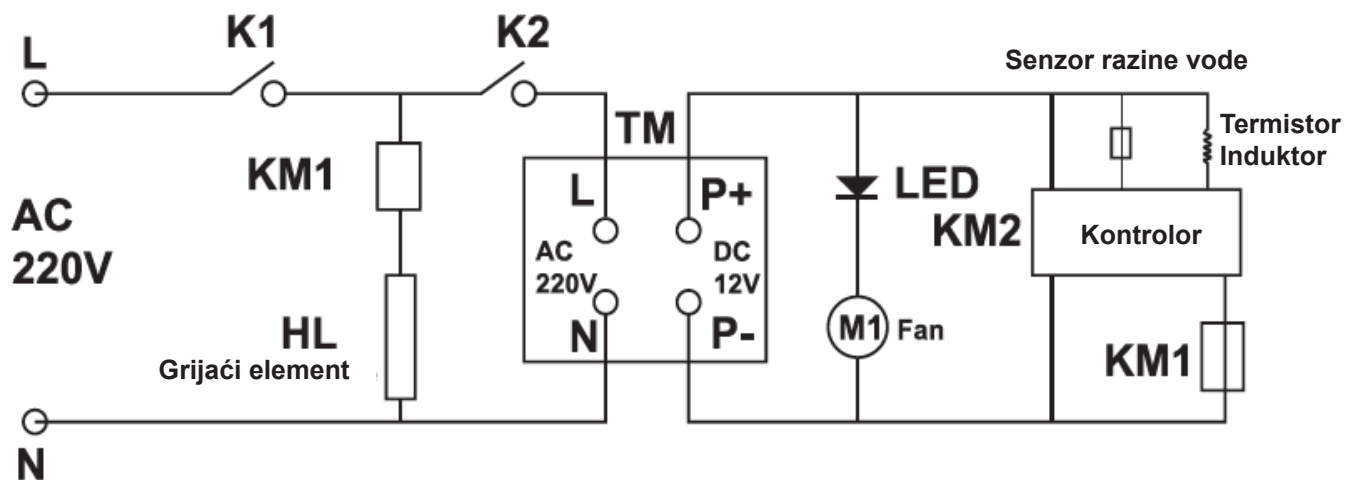 L
K1
K2
Senzor razine vode
TM
Termistor
Induktor
KM1
L
P+
LED
AC
220V
AC
220V
DC
12V
KM2
Kontrolor
HL
Grijaći element
N
P-
M1
Fan
KM1
N